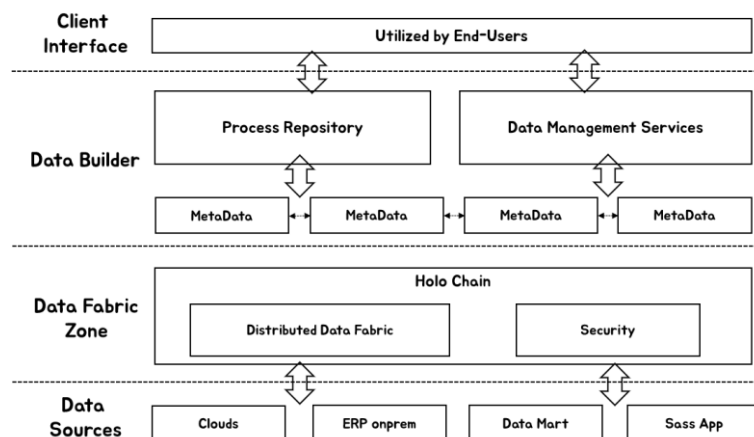 Client
Interface
Utilized by End-Users
Data Builder
Process Repository
Data Management Services
MetaData
MetaData
MetaData
MetaData
Data Fabric
Zone
Holo Chain
Distributed Data Fabric
Security
Data
Sources
Clouds
ERP onprem
Data Mart
Sass App